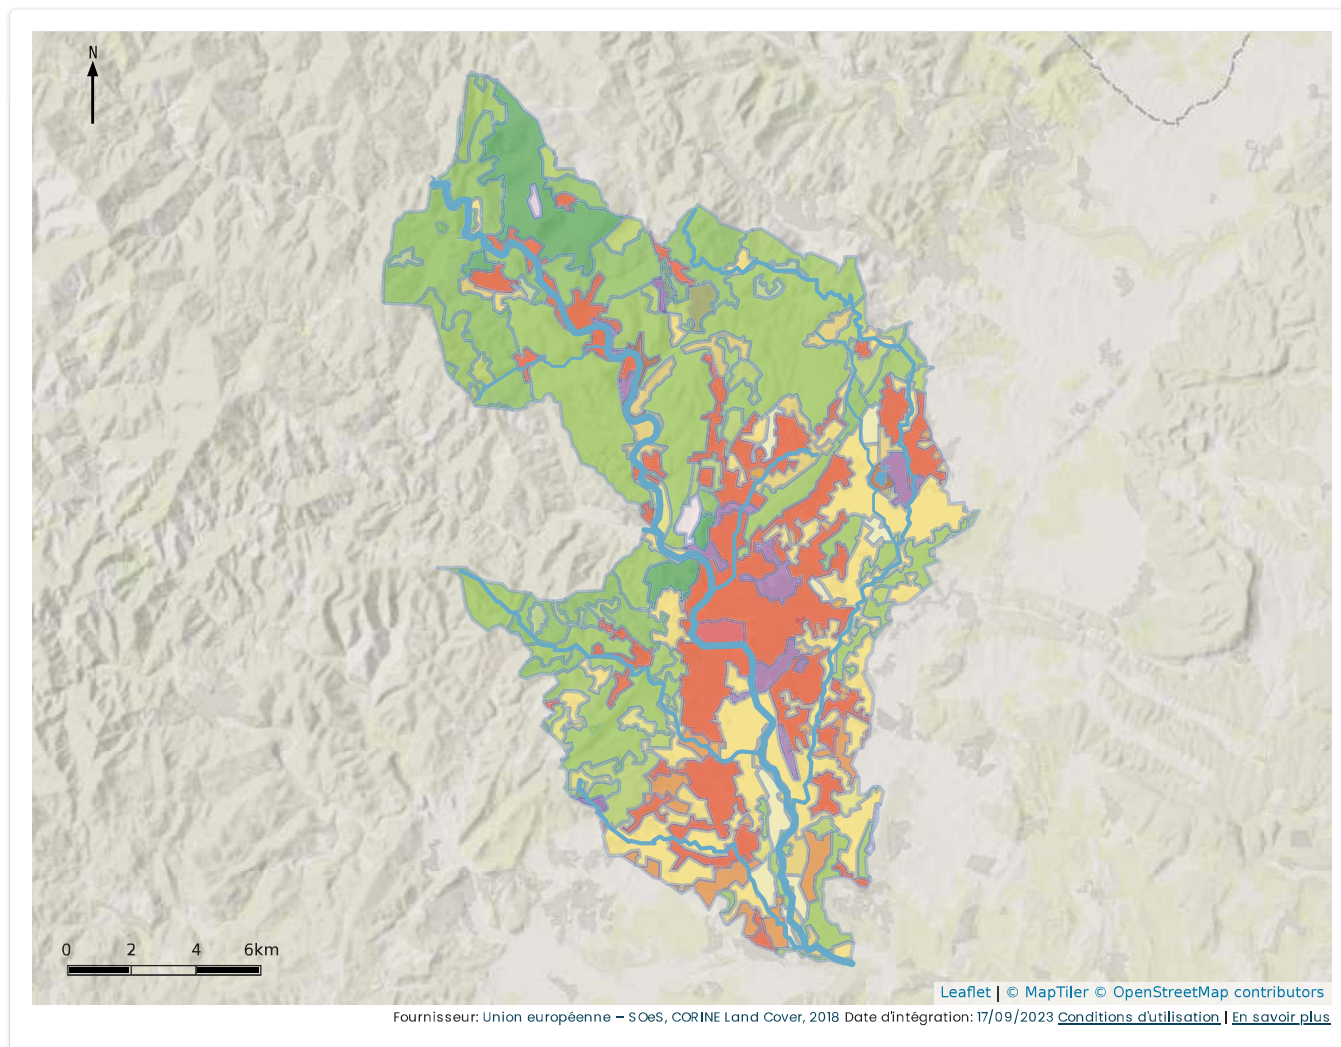 N
0 2 4 6km
Leaflet | © MapTiler © OpenStreetMap contributors
Fournisseur: Union européenne – SOeS, CORINE Land Cover, 2018 Date d'intégration: 17/09/2023 Conditions d'utilisation | En savoir plus